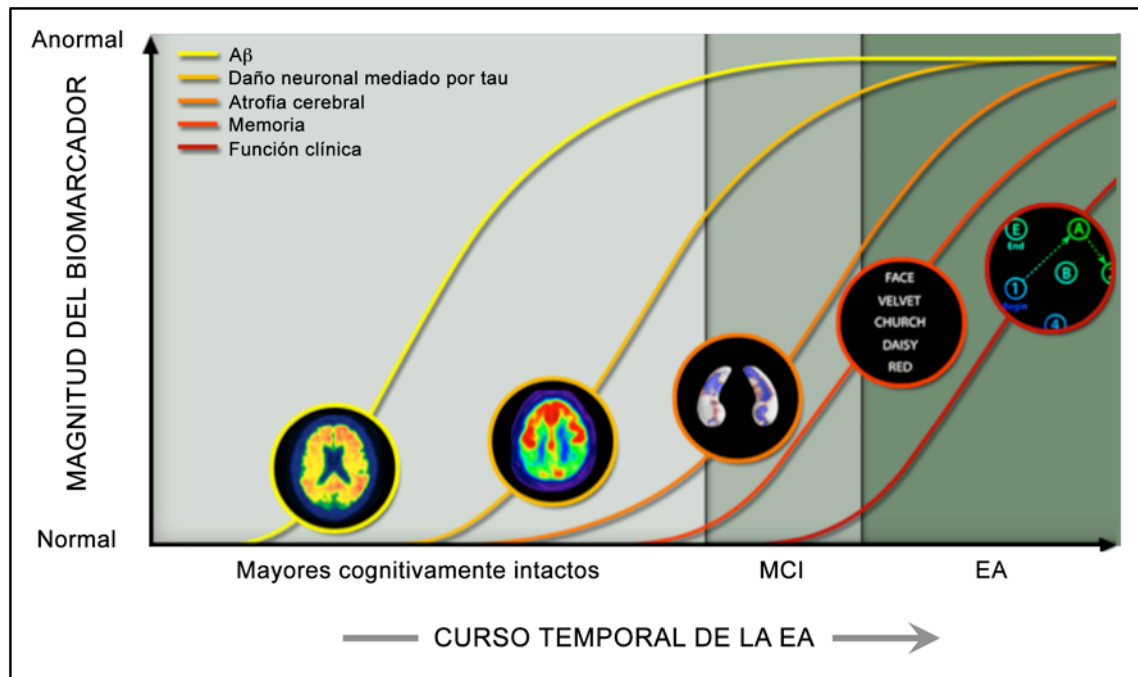 Anormal
Aβ
Daño neuronal mediado por tau
Atrofia cerebral
Memoria
Función clínica
MAGNITUD DEL BIOMARCADOR
E
End
A
1
Begin
B
4
FACE
VELVET
CHURCH
DAISY
RED
Normal
Mayores cognitivamente intactos
MCI
EA
CURSO TEMPORAL DE LA EA